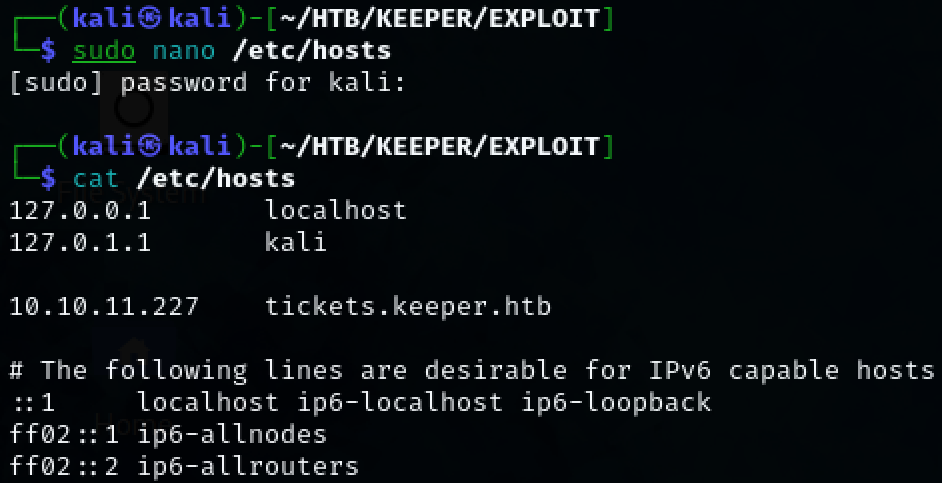 ┌──(kali㉿kali)-[~/HTB/KEEPER/EXPLOIT]
└─$ sudo nano /etc/hosts
[sudo] password for kali:
┌──(kali㉿kali)-[~/HTB/KEEPER/EXPLOIT]
└─$ cat /etc/hosts
127.0.0.1       localhost
127.0.1.1       kali
10.10.11.227    tickets.keeper.htb
# The following lines are desirable for IPv6 capable hosts
::1     localhost ip6-localhost ip6-loopback
ff02::1 ip6-allnodes
ff02::2 ip6-allrouters
File System
Home